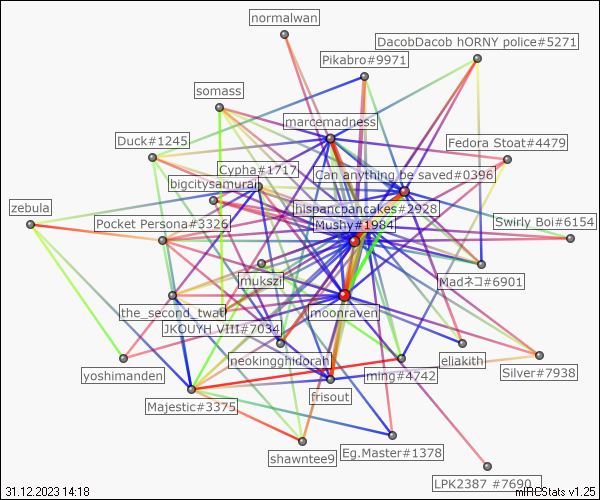 normalwan
DacobDacob hORNY police#5271
Pikabro#9971
somass
marcemadness
Duck#1245
Fedora Stoat#4479
Cypha#1717
Can anything be saved#0396
bigcitysamurai
zebula
hispancpancakes#2928
Pocket Persona#3326
Mushy#1984
Swirly Boi#6154
mukszi
Madネコ#6901
the_second_twat
moonraven
JKOUYH VIII#7034
neokingghidorah
eliakith
yoshimanden
ming#4742
Silver#7938
frisout
Majestic#3375
Eg.Master#1378
shawntee9
LPK2387 #7690
31.12.2023 14:18
mIRCStats v1.25